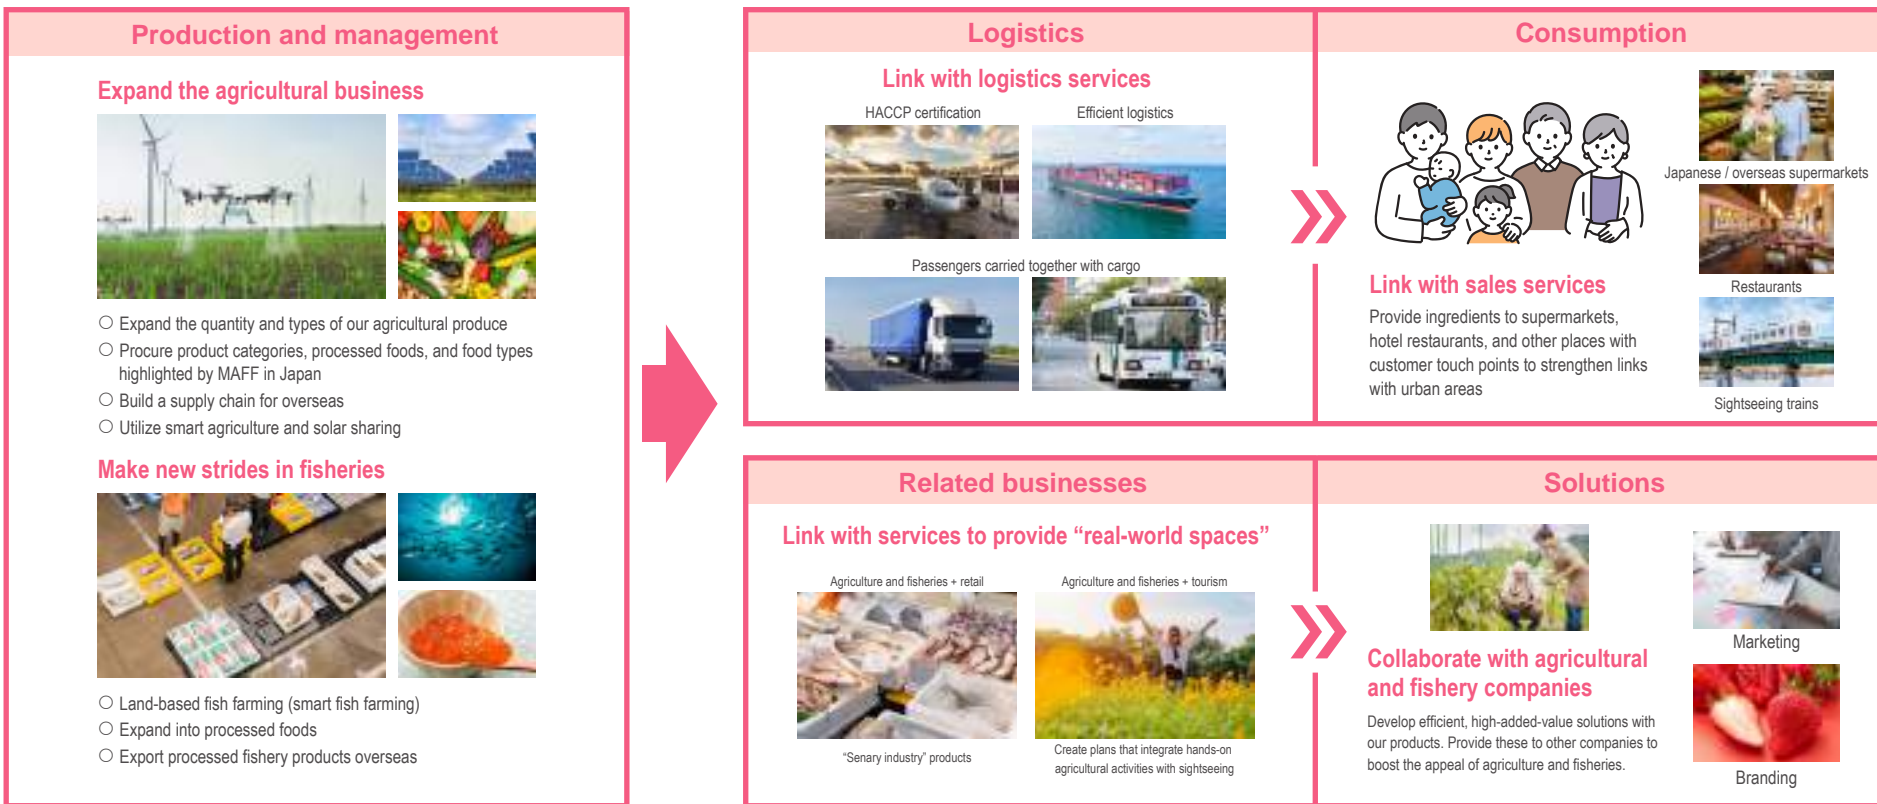 Production and management
Expand the agricultural business
○ Expand the quantity and types of our agricultural produce
○ Procure product categories, processed foods, and food types
highlighted by MAFF in Japan
○ Build a supply chain for overseas
○ Utilize smart agriculture and solar sharing
Make new strides in fisheries
○ Land-based fish farming (smart fish farming)
○ Expand into processed foods
○ Export processed fishery products overseas
Logistics
Link with logistics services
HACCP certification
Efficient logistics
Passengers carried together with cargo
Consumption
Japanese / overseas supermarkets
Restaurants
Sightseeing trains
Link with sales services
Provide ingredients to supermarkets,
hotel restaurants, and other places with
customer touch points to strengthen links
with urban areas
Related businesses
Link with services to provide “real-world spaces”
Agriculture and fisheries + retail
“Senary industry” products
Agriculture and fisheries + tourism
Create plans that integrate hands-on
agricultural activities with sightseeing
Solutions
Collaborate with agricultural
and fishery companies
Develop efficient, high-added-value solutions with
our products. Provide these to other companies to
boost the appeal of agriculture and fisheries.
Marketing
Branding